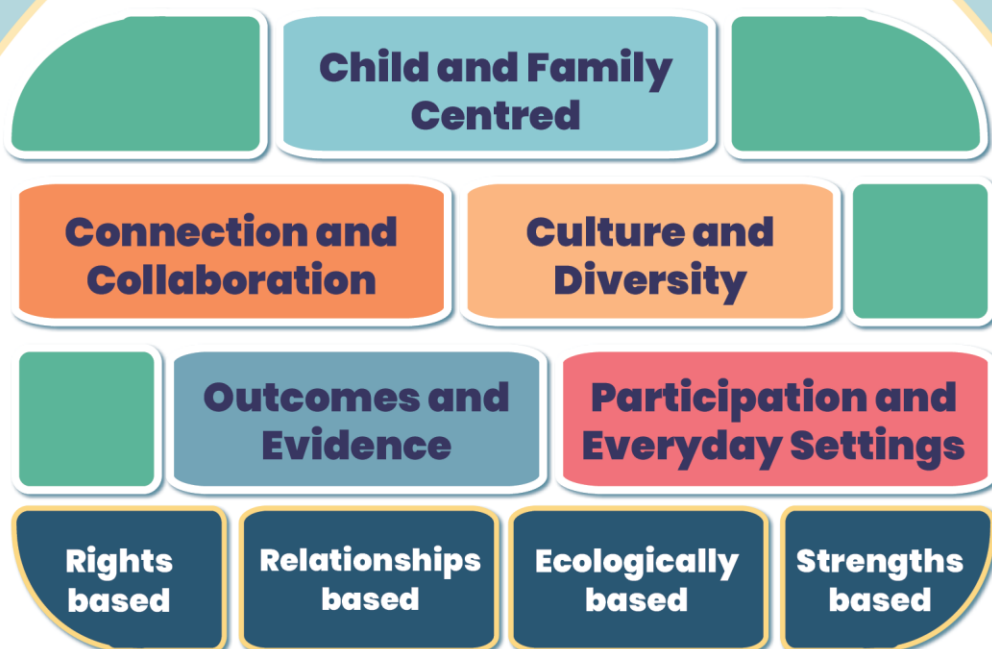 Child and Family
Centred
Connection and
Collaboration
Culture and
Diversity
Outcomes and
Evidence
Participation and
Everyday Settings
Rights
based
Relationships
based
Ecologically
based
Strengths
based